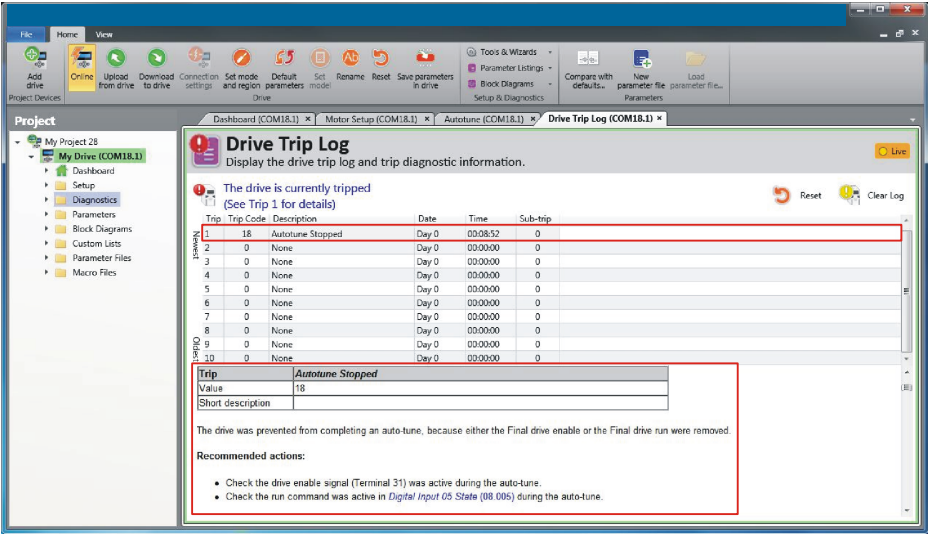 File Home View
Add drive
Online
Upload from drive
Download to drive
Connection settings
Set mode and region
Default parameters
Set model
Rename
Reset
Save parameters in drive
Tools & Wizards
Parameter Listings
Block Diagrams
Compare with defaults...
New parameter file
Load parameter file...
Project Devices
Drive
Setup & Diagnostics
Parameters
Project
Dashboard (COM18.1) × Motor Setup (COM18.1) × Autotune (COM18.1) × Drive Trip Log (COM18.1) ×
My Project 28
My Drive (COM18.1)
Dashboard
Setup
Diagnostics
Parameters
Block Diagrams
Custom Lists
Parameter Files
Macro Files
Drive Trip Log
Display the drive trip log and trip diagnostic information.
Live
The drive is currently tripped
(See Trip 1 for details)
Reset
Clear Log
Trip Trip Code Description Date Time Sub-trip
Newest
1 18 Autotune Stopped Day 0 00:08:52 0
2 0 None Day 0 00:00:00 0
3 0 None Day 0 00:00:00 0
4 0 None Day 0 00:00:00 0
5 0 None Day 0 00:00:00 0
6 0 None Day 0 00:00:00 0
7 0 None Day 0 00:00:00 0
8 0 None Day 0 00:00:00 0
9 0 None Day 0 00:00:00 0
10 0 None Day 0 00:00:00 0
Oldest
Trip Autotune Stopped
Value 18
Short description
The drive was prevented from completing an auto-tune, because either the Final drive enable or the Final drive run were removed.
Recommended actions:
• Check the drive enable signal (Terminal 31) was active during the auto-tune.
• Check the run command was active in Digital Input 05 State (08.005) during the auto-tune.